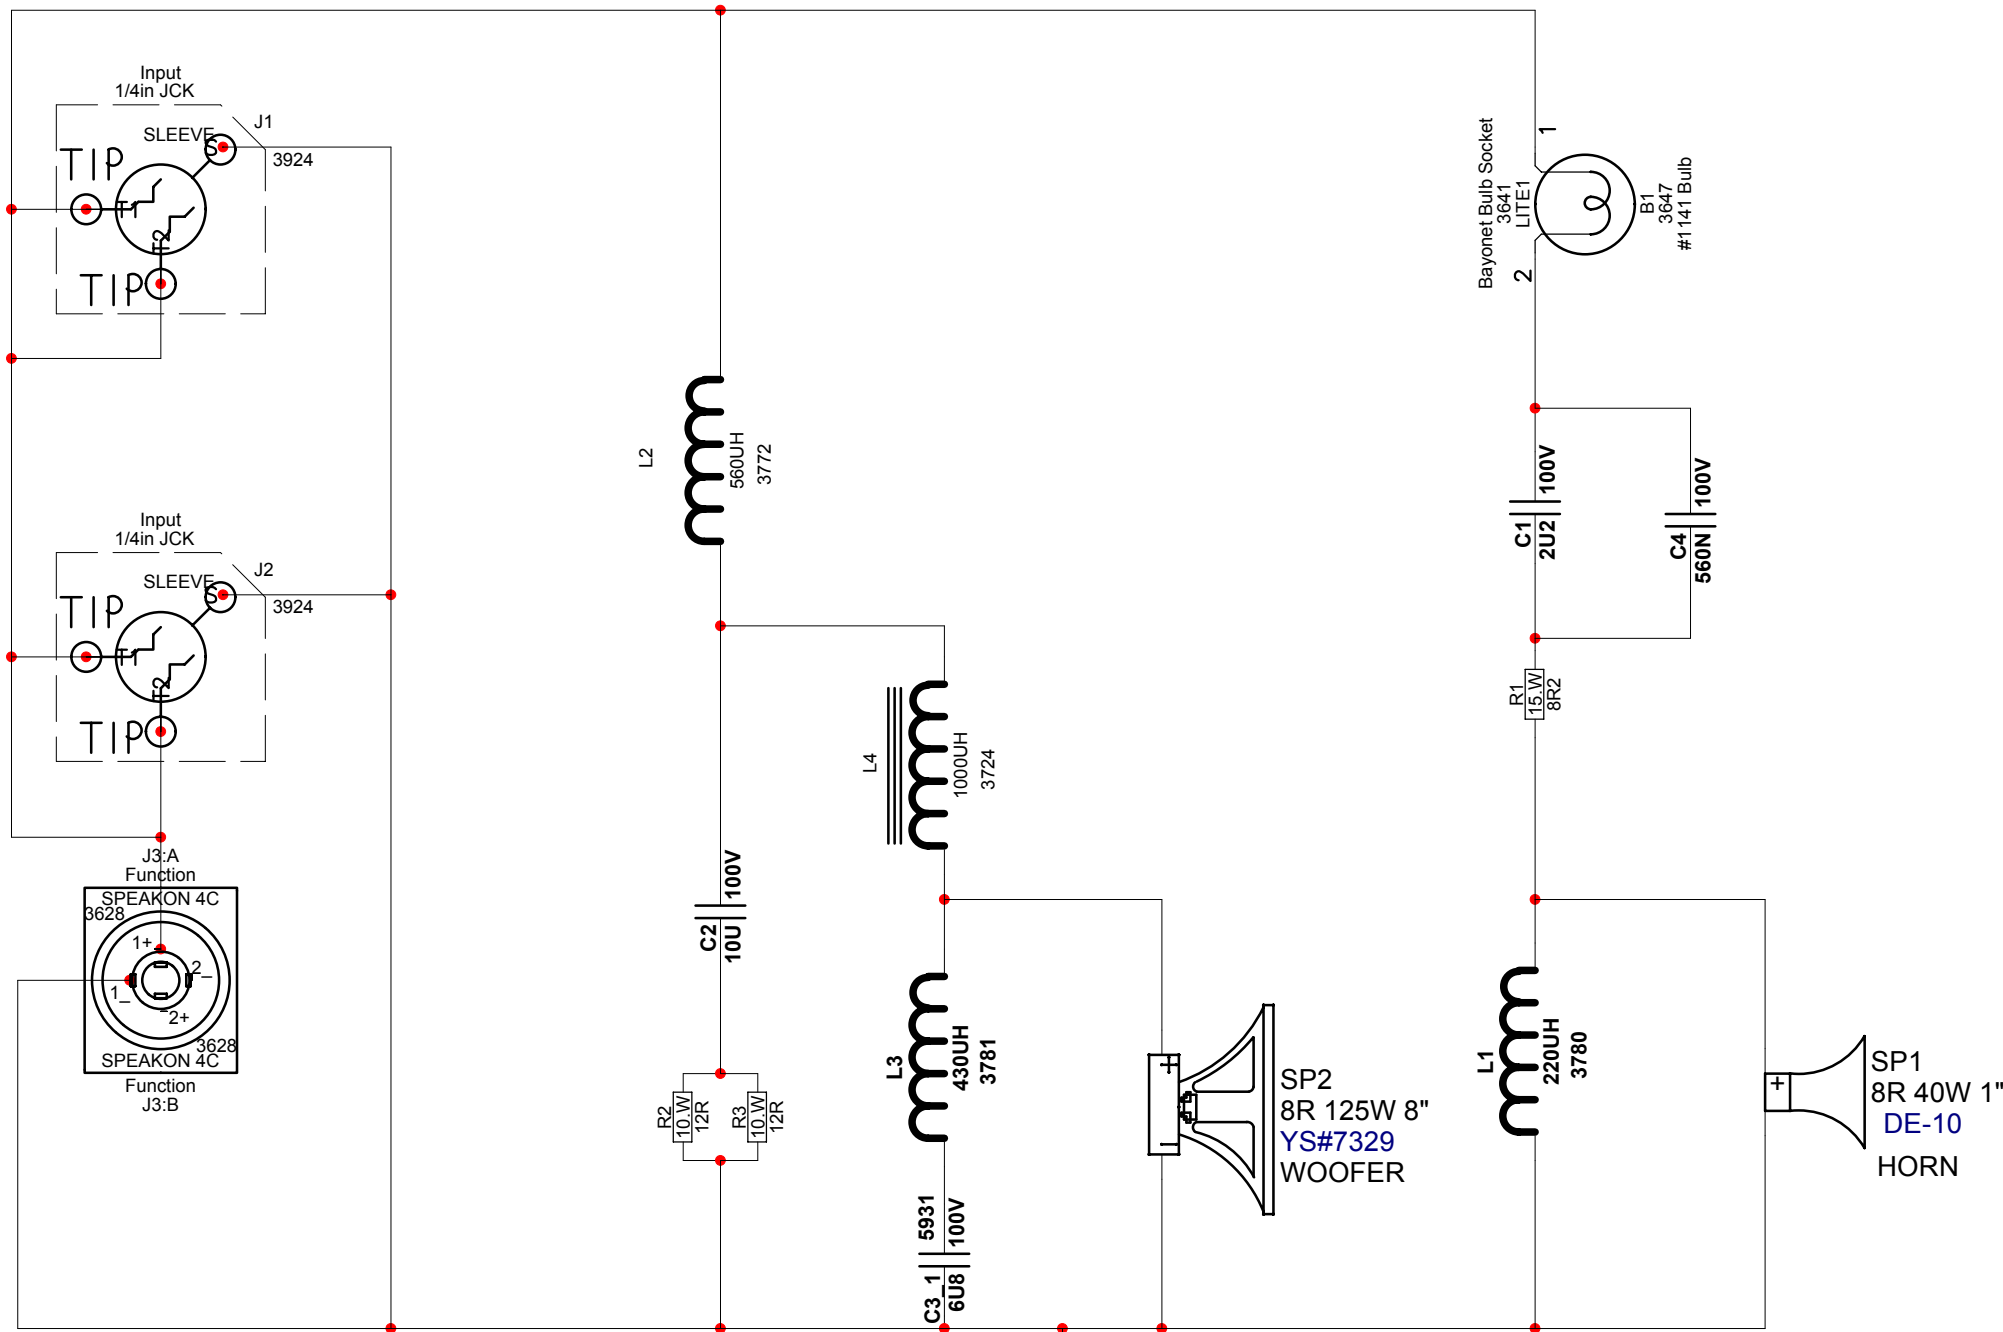 Input
1/4in JCK
J1
SLEEVE
S
3924
TIP
T1
T2
TIP
Input
1/4in JCK
J2
SLEEVE
S
3924
TIP
T1
T2
TIP
J3:A
Function
SPEAKON 4C
3628
1+
2_
1_
2+
3628
SPEAKON 4C
Function
J3:B
L2
560UH
3772
C2
10U
100V
R2
10.W
12R
R3
10.W
12R
L4
1000UH
3724
L3
430UH
3781
5931
100V
C3_1
6U8
SP2
8R 125W 8"
YS#7329
WOOFER
Bayonet Bulb Socket
3641
LITE1
1
2
B1
3647
#1141 Bulb
C1
2U2
100V
C4
560N
100V
R1
15.W
8R2
L1
220UH
3780
+
SP1
8R 40W 1"
DE-10
HORN